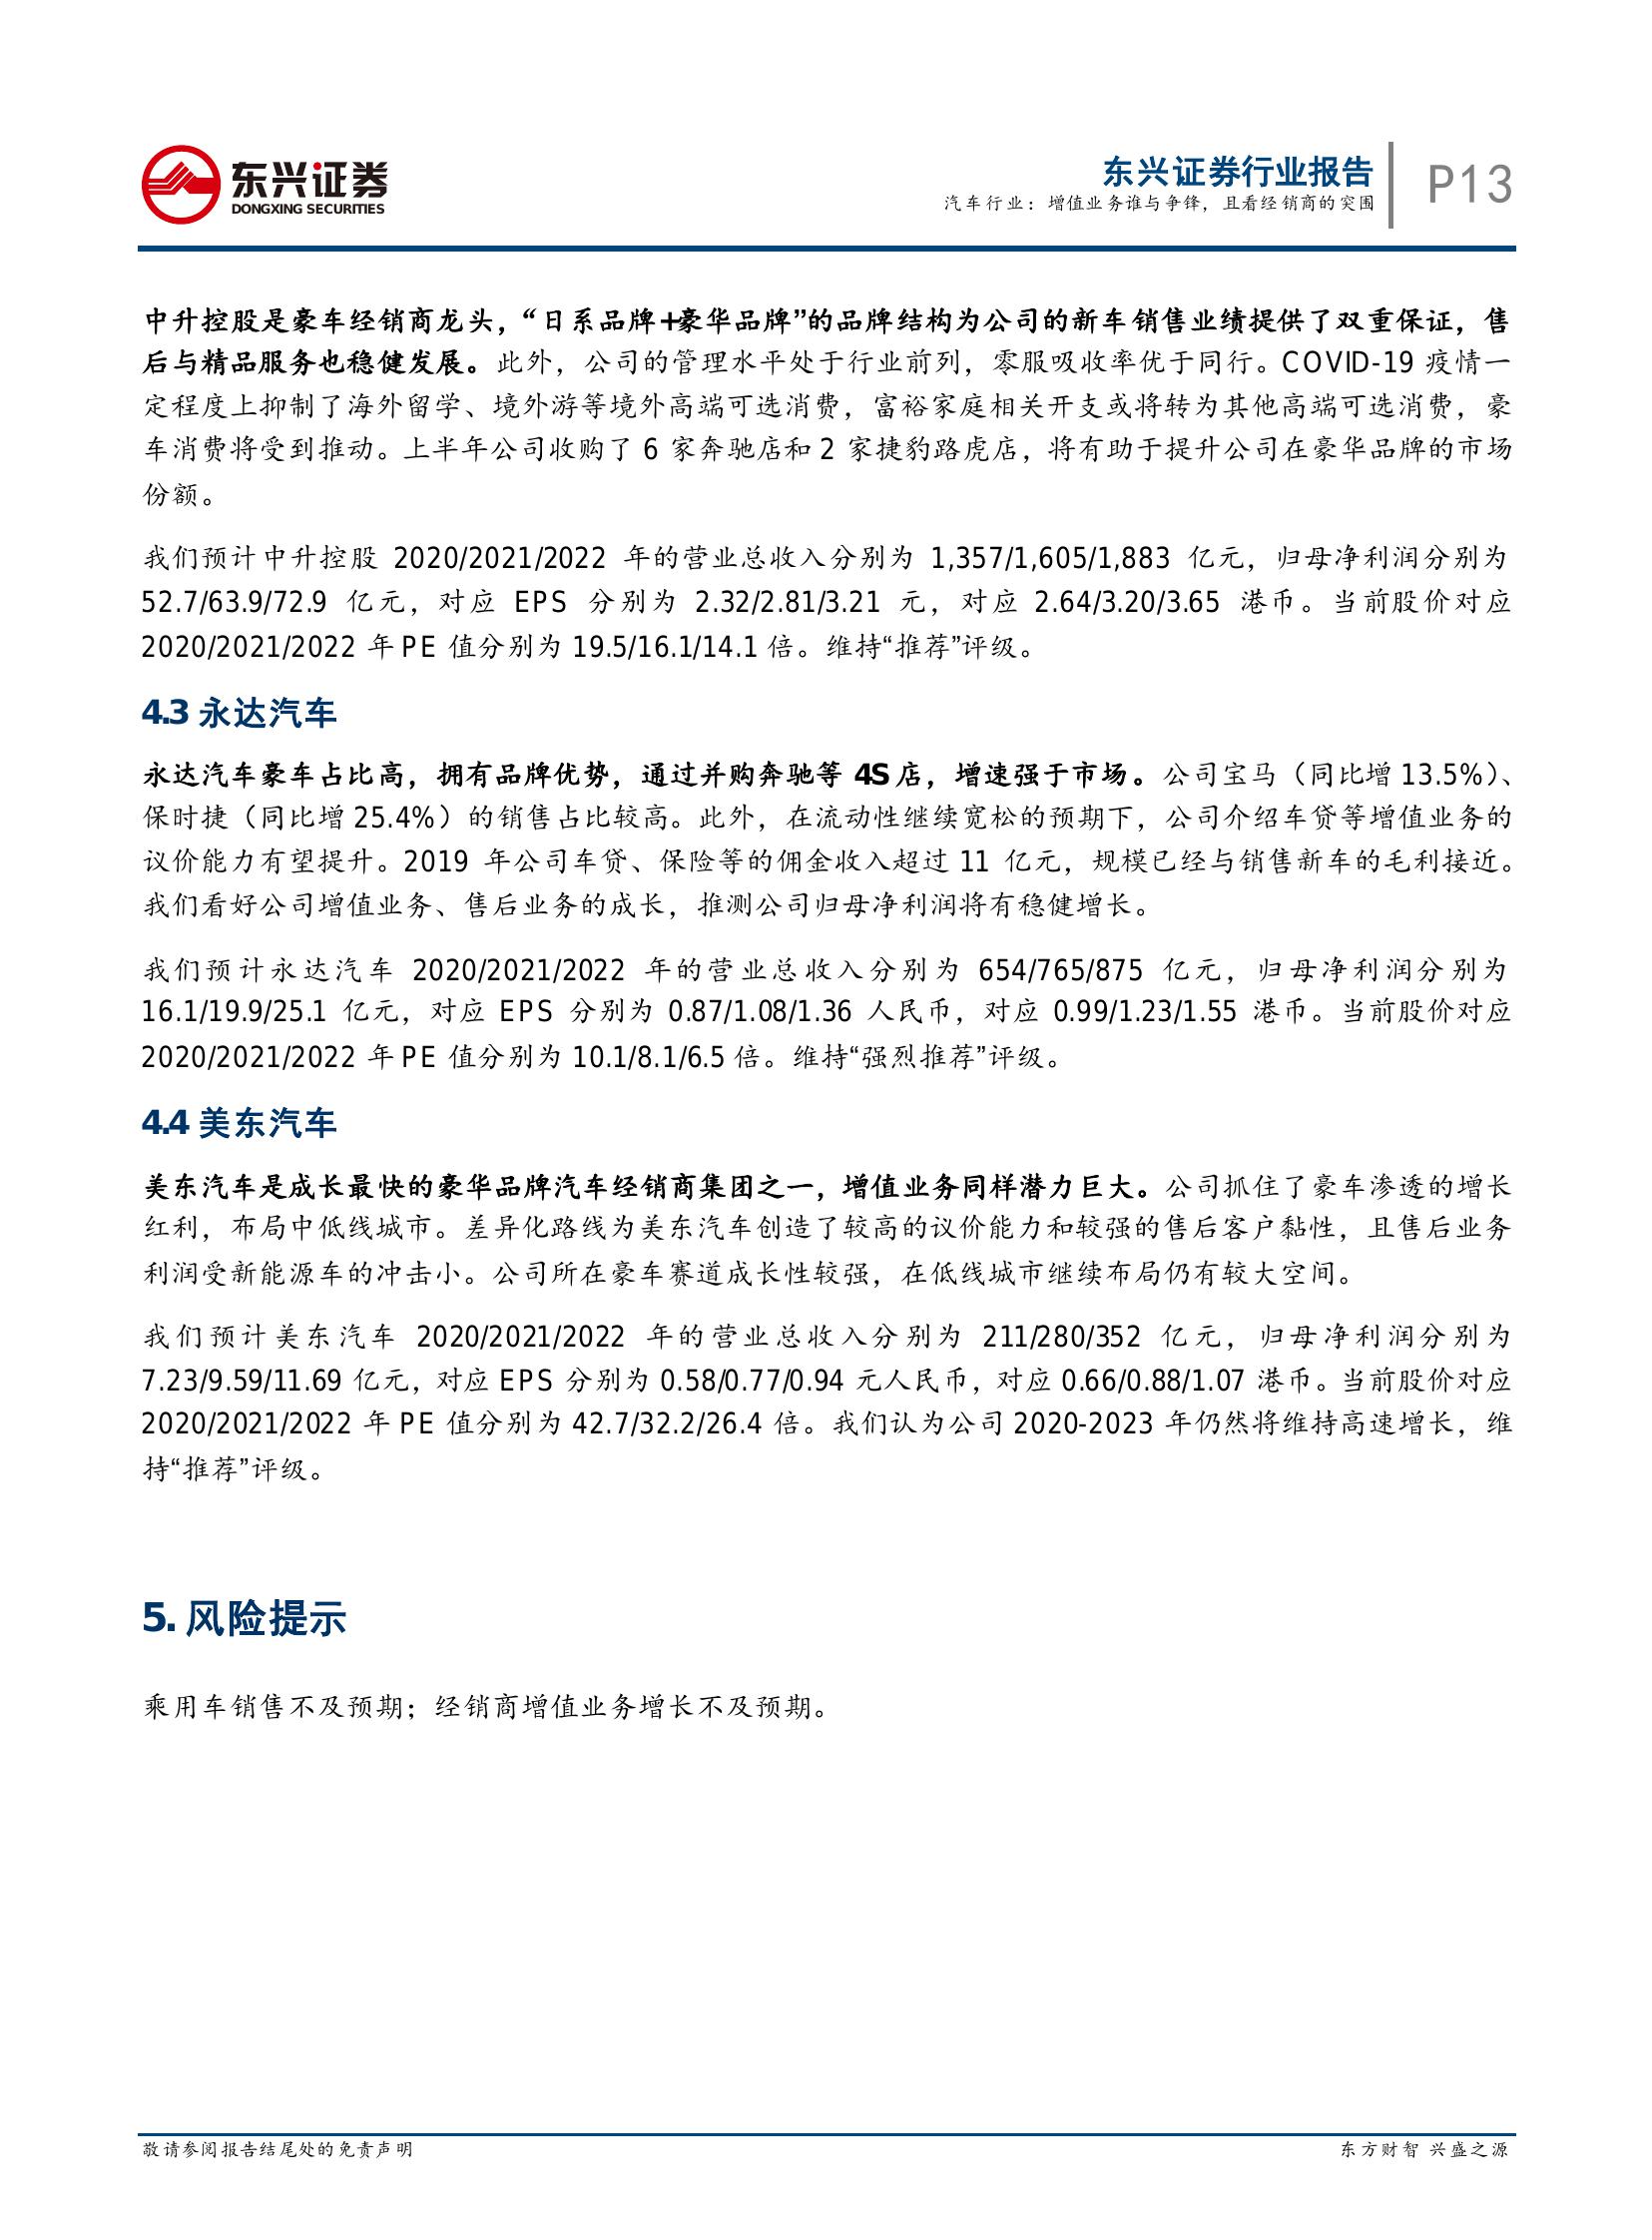 东兴证券
DONGXING SECURITIES
东兴证券行业报告
汽车行业：增值业务谁与争锋，且看经销商的突围
P13
中升控股是豪车经销商龙头，“日系品牌+豪华品牌”的品牌结构为公司的新车销售业绩提供了双重保证，售
后与精品服务也稳健发展。此外，公司的管理水平处于行业前列，零服吸收率优于同行。COVID-19 疫情一
定程度上抑制了海外留学、境外游等境外高端可选消费，富裕家庭相关开支或将转为其他高端可选消费，豪
车消费将受到推动。上半年公司收购了 6 家奔驰店和 2 家捷豹路虎店，将有助于提升公司在豪华品牌的市场
份额。
我们预计中升控股 2020/2021/2022 年的营业总收入分别为 1,357/1,605/1,883 亿元，归母净利润分别为
52.7/63.9/72.9 亿元，对应 EPS 分别为 2.32/2.81/3.21 元，对应 2.64/3.20/3.65 港币。当前股价对应
2020/2021/2022 年 PE 值分别为 19.5/16.1/14.1 倍。维持“推荐”评级。
4.3 永达汽车
永达汽车豪车占比高，拥有品牌优势，通过并购奔驰等 4S 店，增速强于市场。公司宝马（同比增 13.5%）、
保时捷（同比增 25.4%）的销售占比较高。此外，在流动性继续宽松的预期下，公司介绍车贷等增值业务的
议价能力有望提升。2019 年公司车贷、保险等的佣金收入超过 11 亿元，规模已经与销售新车的毛利接近。
我们看好公司增值业务、售后业务的成长，推测公司归母净利润将有稳健增长。
我们预计永达汽车 2020/2021/2022 年的营业总收入分别为 654/765/875 亿元，归母净利润分别为
16.1/19.9/25.1 亿元，对应 EPS 分别为 0.87/1.08/1.36 人民币，对应 0.99/1.23/1.55 港币。当前股价对应
2020/2021/2022 年 PE 值分别为 10.1/8.1/6.5 倍。维持“强烈推荐”评级。
4.4 美东汽车
美东汽车是成长最快的豪华品牌汽车经销商集团之一，增值业务同样潜力巨大。公司抓住了豪车渗透的增长
红利，布局中低线城市。差异化路线为美东汽车创造了较高的议价能力和较强的售后客户黏性，且售后业务
利润受新能源车的冲击小。公司所在豪车赛道成长性较强，在低线城市继续布局仍有较大空间。
我们预计美东汽车 2020/2021/2022 年的营业总收入分别为 211/280/352 亿元，归母净利润分别为
7.23/9.59/11.69 亿元，对应 EPS 分别为 0.58/0.77/0.94 元人民币，对应 0.66/0.88/1.07 港币。当前股价对应
2020/2021/2022 年 PE 值分别为 42.7/32.2/26.4 倍。我们认为公司 2020-2023 年仍然将维持高速增长，维
持“推荐”评级。
5. 风险提示
乘用车销售不及预期；经销商增值业务增长不及预期。
敬请参阅报告结尾处的免责声明
东方财智 兴盛之源